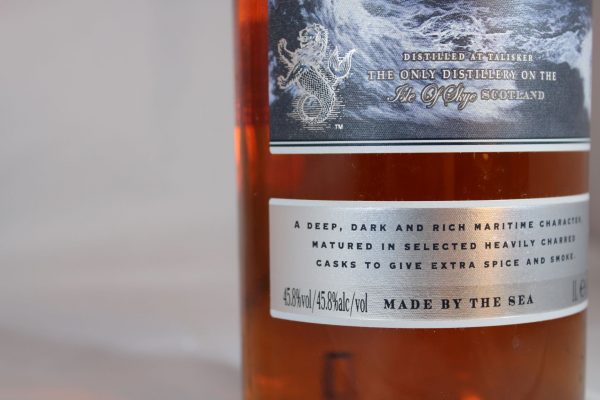 DISTILLED AT TALISKER
THE ONLY DISTILLERY ON THE
Isle Of Skye SCOTLAND
TM
A DEEP, DARK AND RICH MARITIME CHARACTER,
MATURED IN SELECTED HEAVILY CHARRED
CASKS TO GIVE EXTRA SPICE AND SMOKE.
45.8%vol/45.8%alc/vol MADE BY THE SEA 1L e